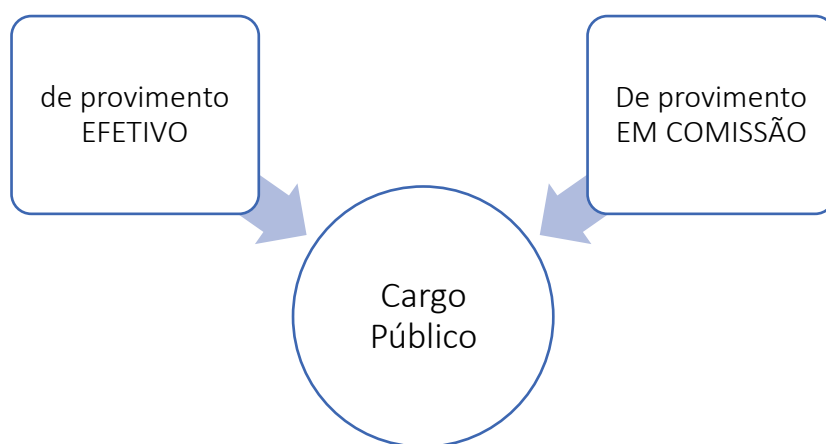 de provimento
EFETIVO
De provimento
EM COMISSÃO
Cargo
Público